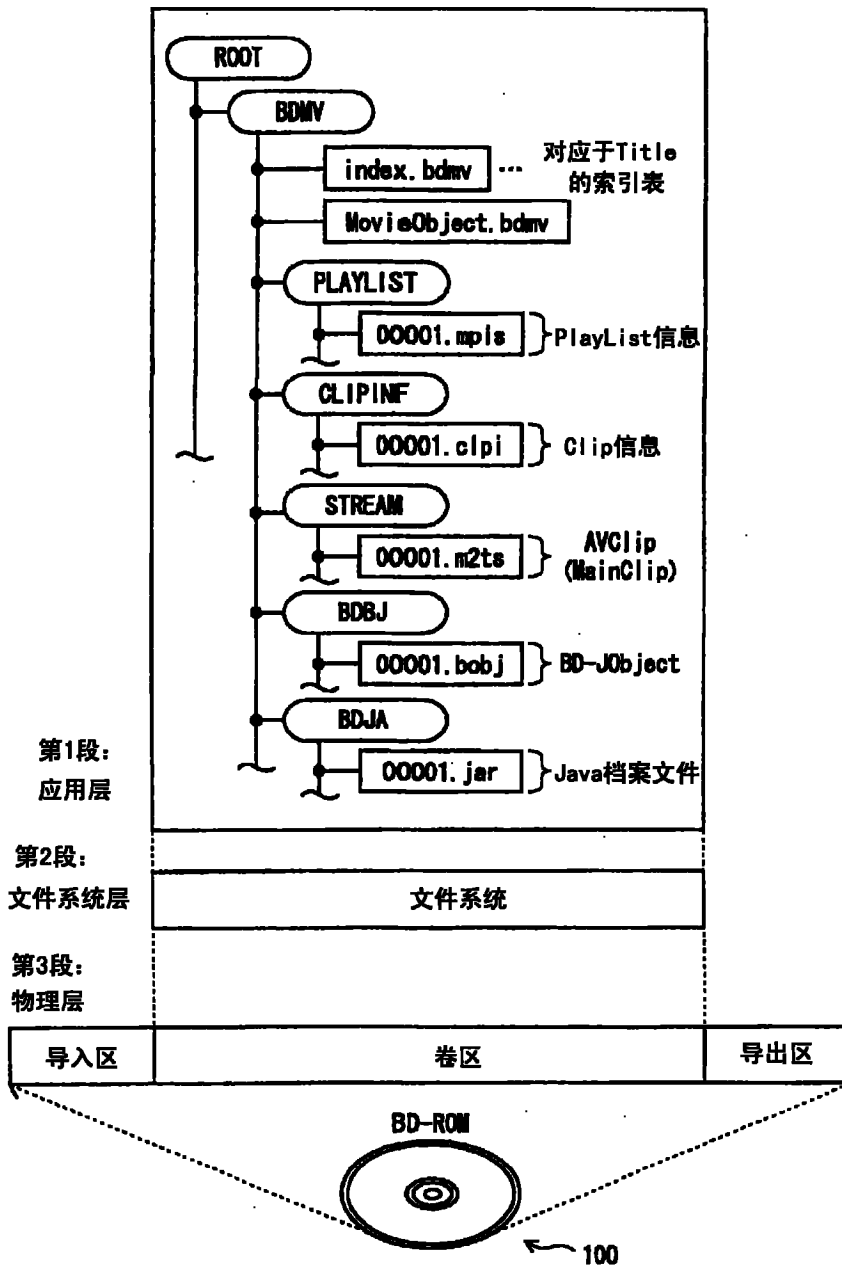 ROOT
BDMV
index.bdmv … 对应于Title
的索引表
MovieObject.bdmv
PLAYLIST
00001.mpls }PlayList信息
CLIPINF
00001.clpi }Clip信息
STREAM
00001.m2ts }AVClip
(MainClip)
BDBJ
00001.bobj }BD-JObject
BDJA
00001.jar }Java档案文件
第1段：
应用层
第2段：
文件系统层
文件系统
第3段：
物理层
导入区
卷区
导出区
BD-ROM
100